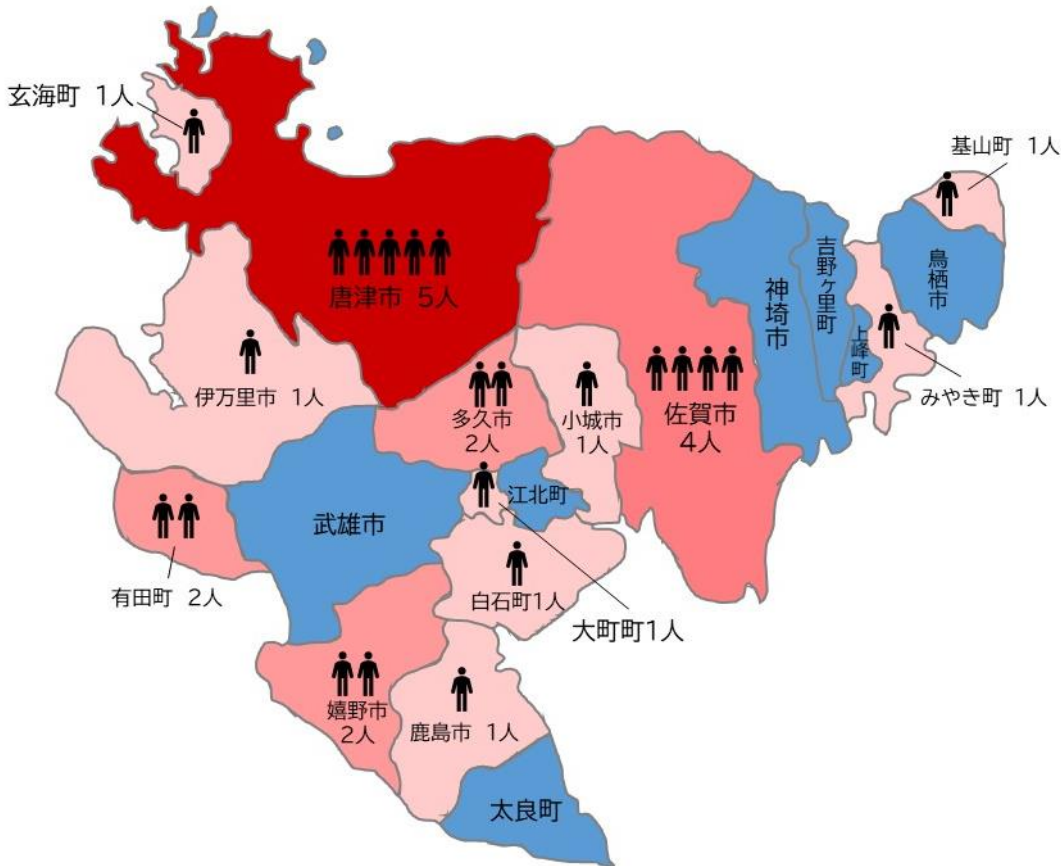 玄海町 1人
基山町 1人
唐津市 5人
吉野ヶ里町
鳥栖市
神埼市
上峰町
伊万里市 1人
多久市
2人
小城市
1人
佐賀市
4人
みやき町 1人
江北町
武雄市
有田町 2人
白石町1人
大町町1人
嬉野市
2人
鹿島市 1人
太良町